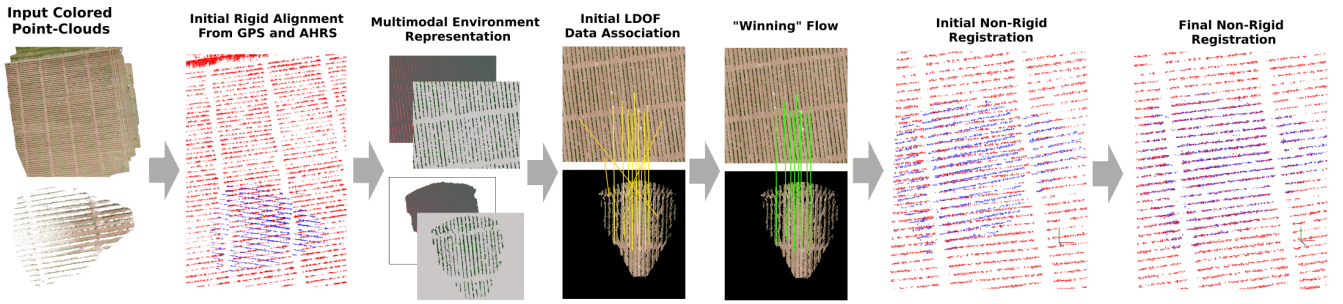 Input Colored
Point-Clouds
Initial Rigid Alignment
From GPS and AHRS
Multimodal Environment
Representation
Initial LDOF
Data Association
"Winning" Flow
Initial Non-Rigid
Registration
Final Non-Rigid
Registration